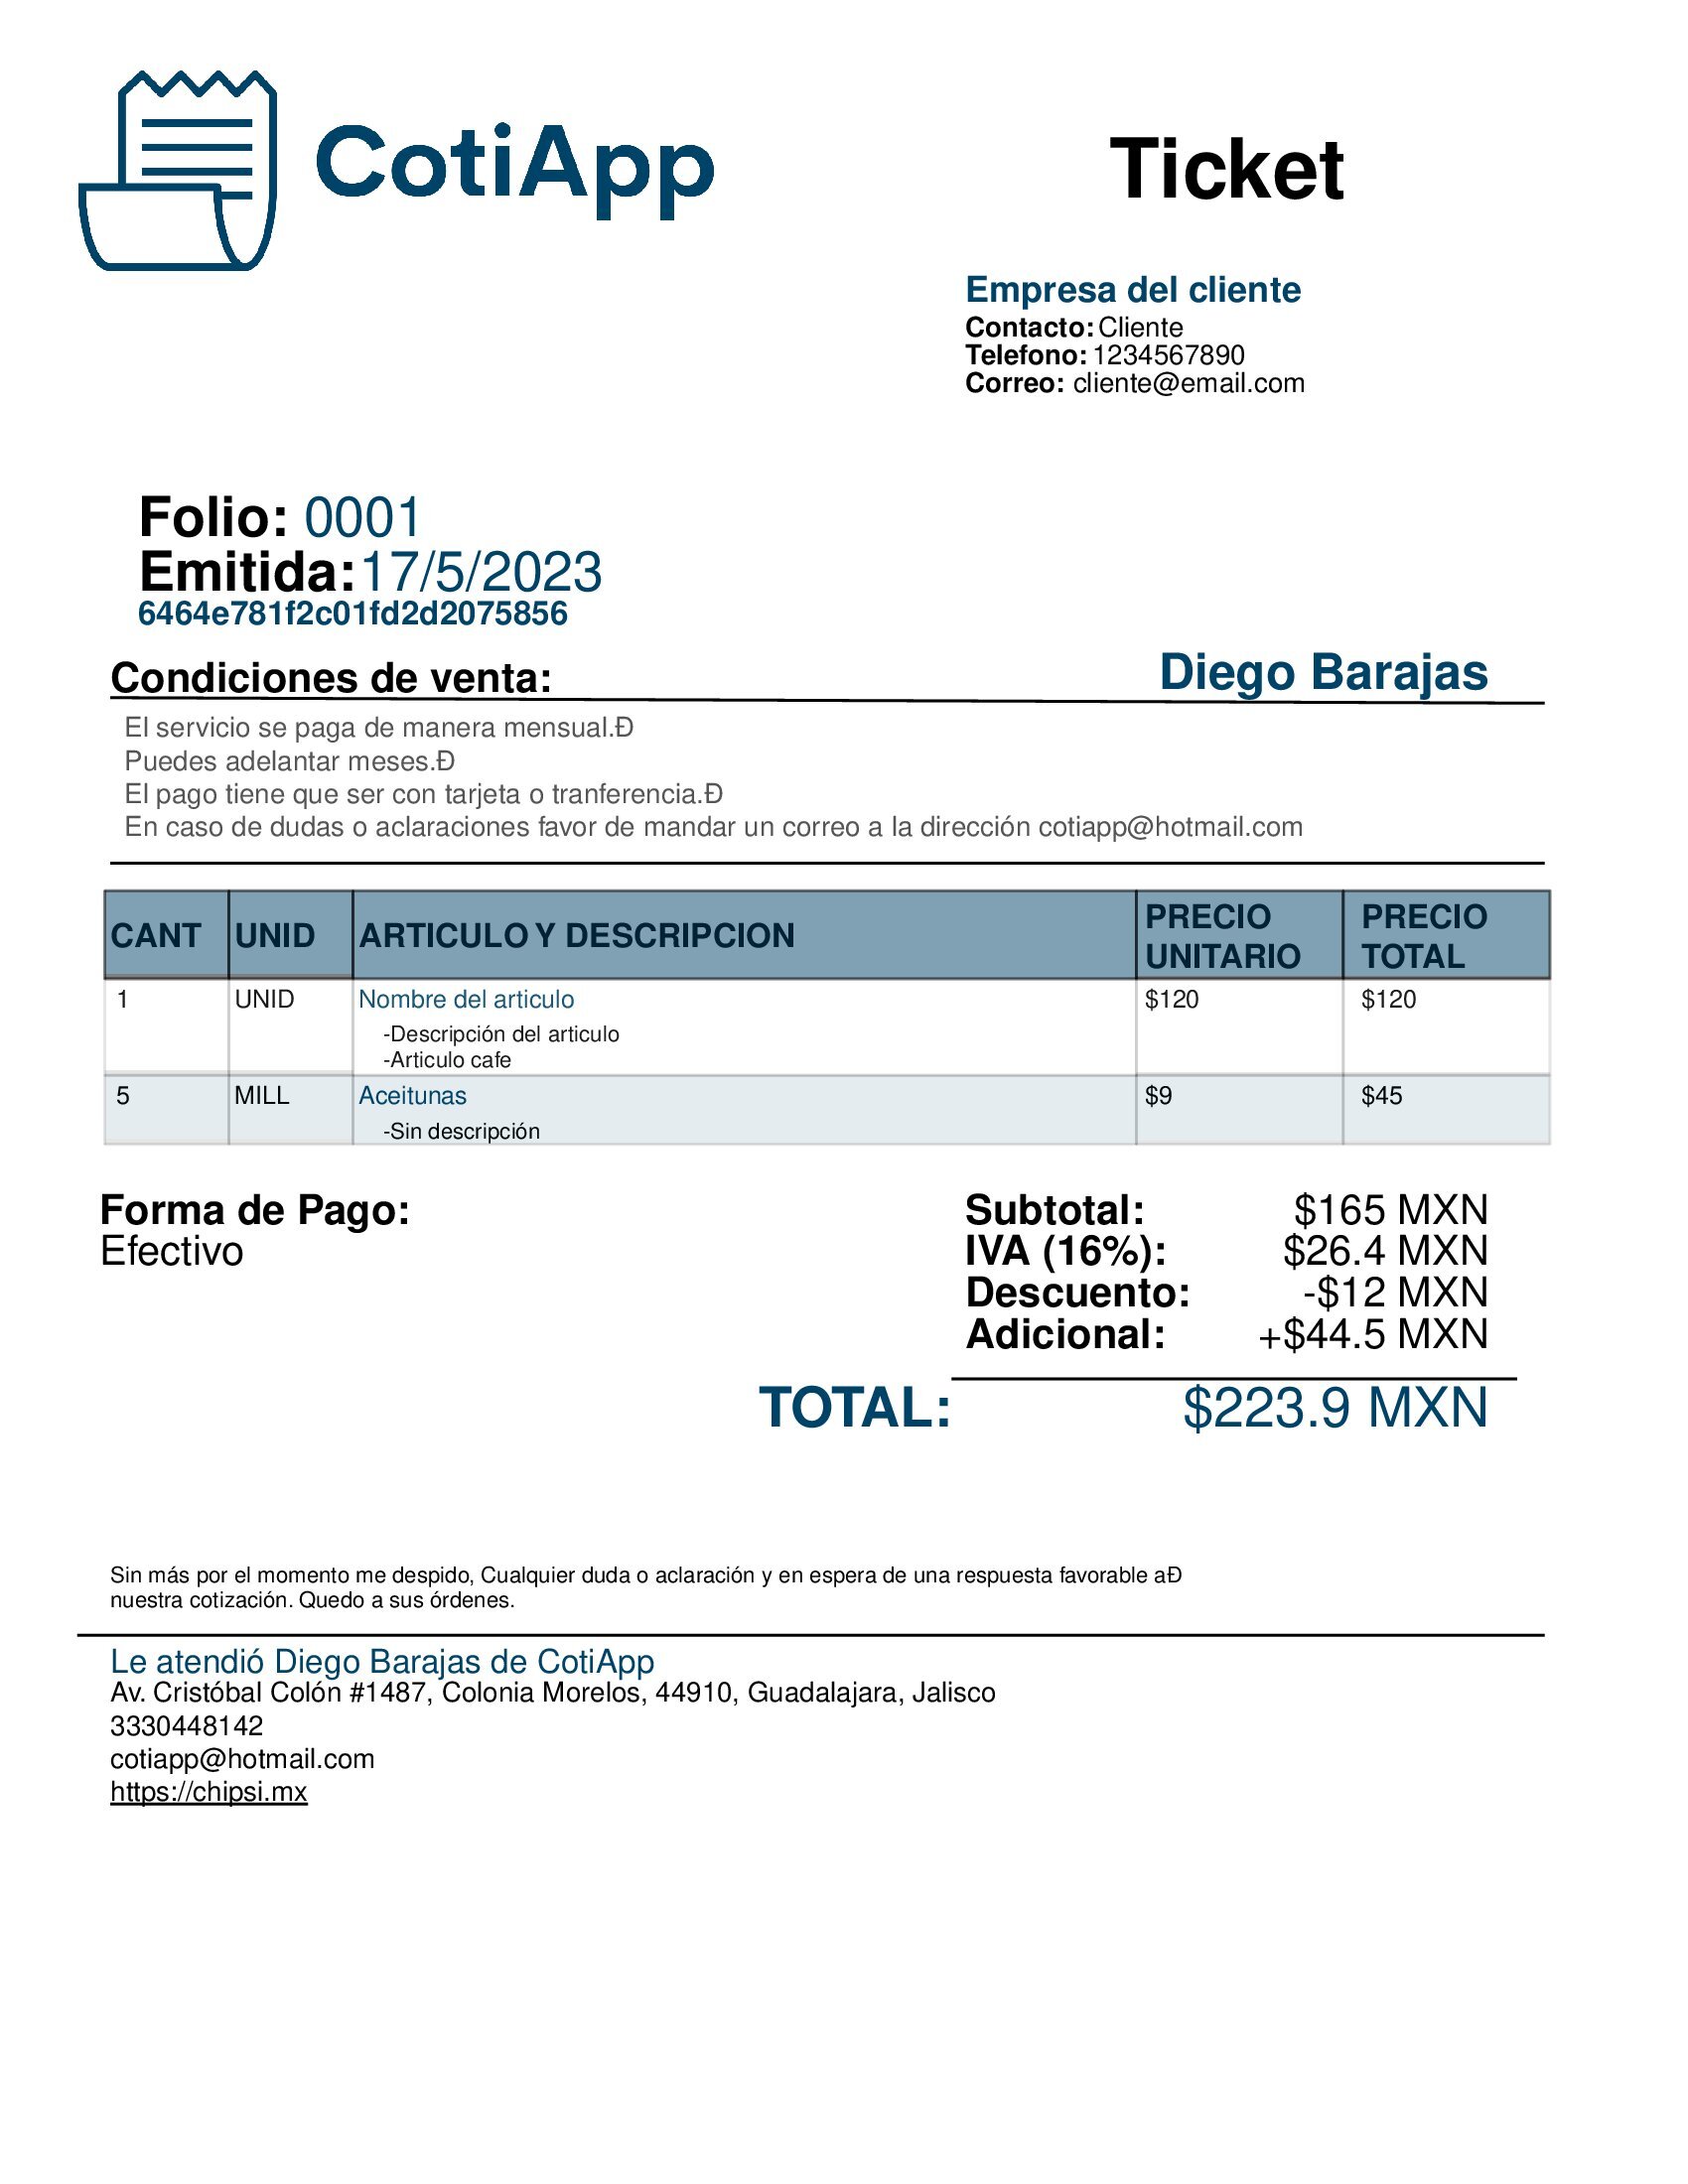 CotiApp
Ticket
Empresa del cliente
Contacto: Cliente
Telefono: 1234567890
Correo: cliente@email.com
Folio: 0001
Emitida: 17/5/2023
6464e781f2c01fd2d2075856
Condiciones de venta: Diego Barajas
El servicio se paga de manera mensual.Ð
Puedes adelantar meses.Ð
El pago tiene que ser con tarjeta o tranferencia.Ð
En caso de dudas o aclaraciones favor de mandar un correo a la dirección cotiapp@hotmail.com
CANT UNID ARTICULO Y DESCRIPCION PRECIO UNITARIO PRECIO TOTAL
1 UNID Nombre del articulo $120 $120
-Descripción del articulo
-Articulo cafe
5 MILL Aceitunas $9 $45
-Sin descripción
Forma de Pago:
Efectivo
Subtotal: $165 MXN
IVA (16%): $26.4 MXN
Descuento: -$12 MXN
Adicional: +$44.5 MXN
TOTAL: $223.9 MXN
Sin más por el momento me despido, Cualquier duda o aclaración y en espera de una respuesta favorable aÐ
nuestra cotización. Quedo a sus órdenes.
Le atendió Diego Barajas de CotiApp
Av. Cristóbal Colón #1487, Colonia Morelos, 44910, Guadalajara, Jalisco
3330448142
cotiapp@hotmail.com
https://chipsi.mx